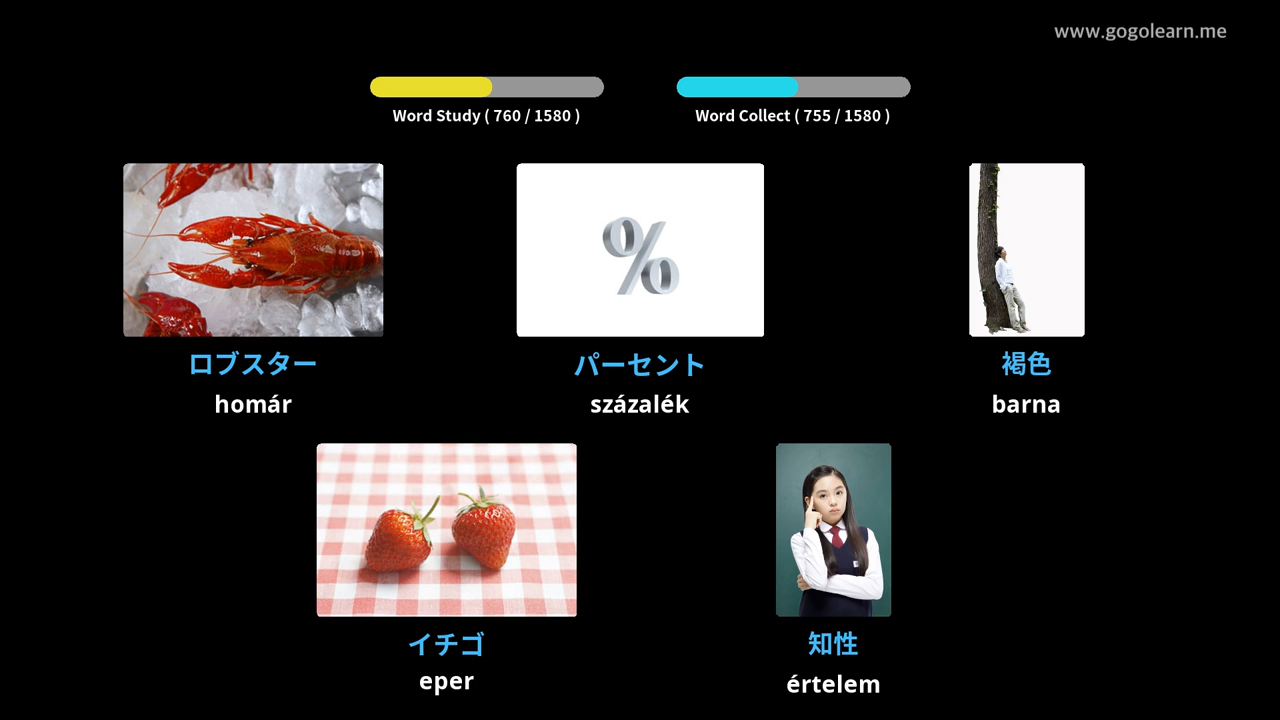 www.gogolearn.me
Word Study ( 760 / 1580 )
Word Collect ( 755 / 1580 )
%
ロブスター
パーセント
褐色
homár
százalék
barna
イチゴ
知性
eper
értelem